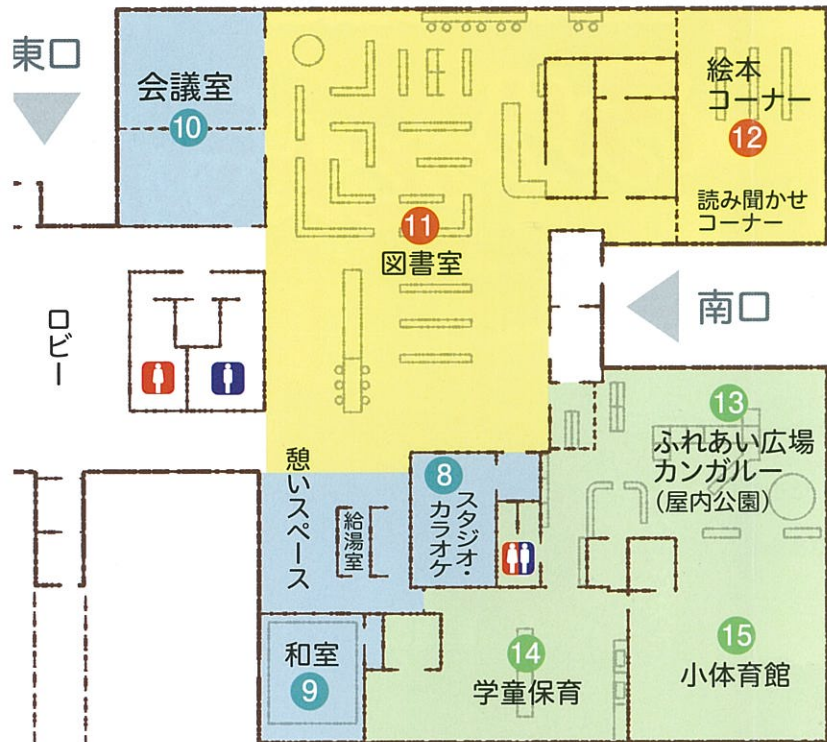 東口
会議室
10
絵本
コーナー
12
読み聞かせ
コーナー
11
図書室
南口
ロビー
13
ふれあい広場
カンガルー
(屋内公園)
憩いスペース
給湯室
8
スタジオ・
カラオケ
和室
9
14
学童保育
15
小体育館